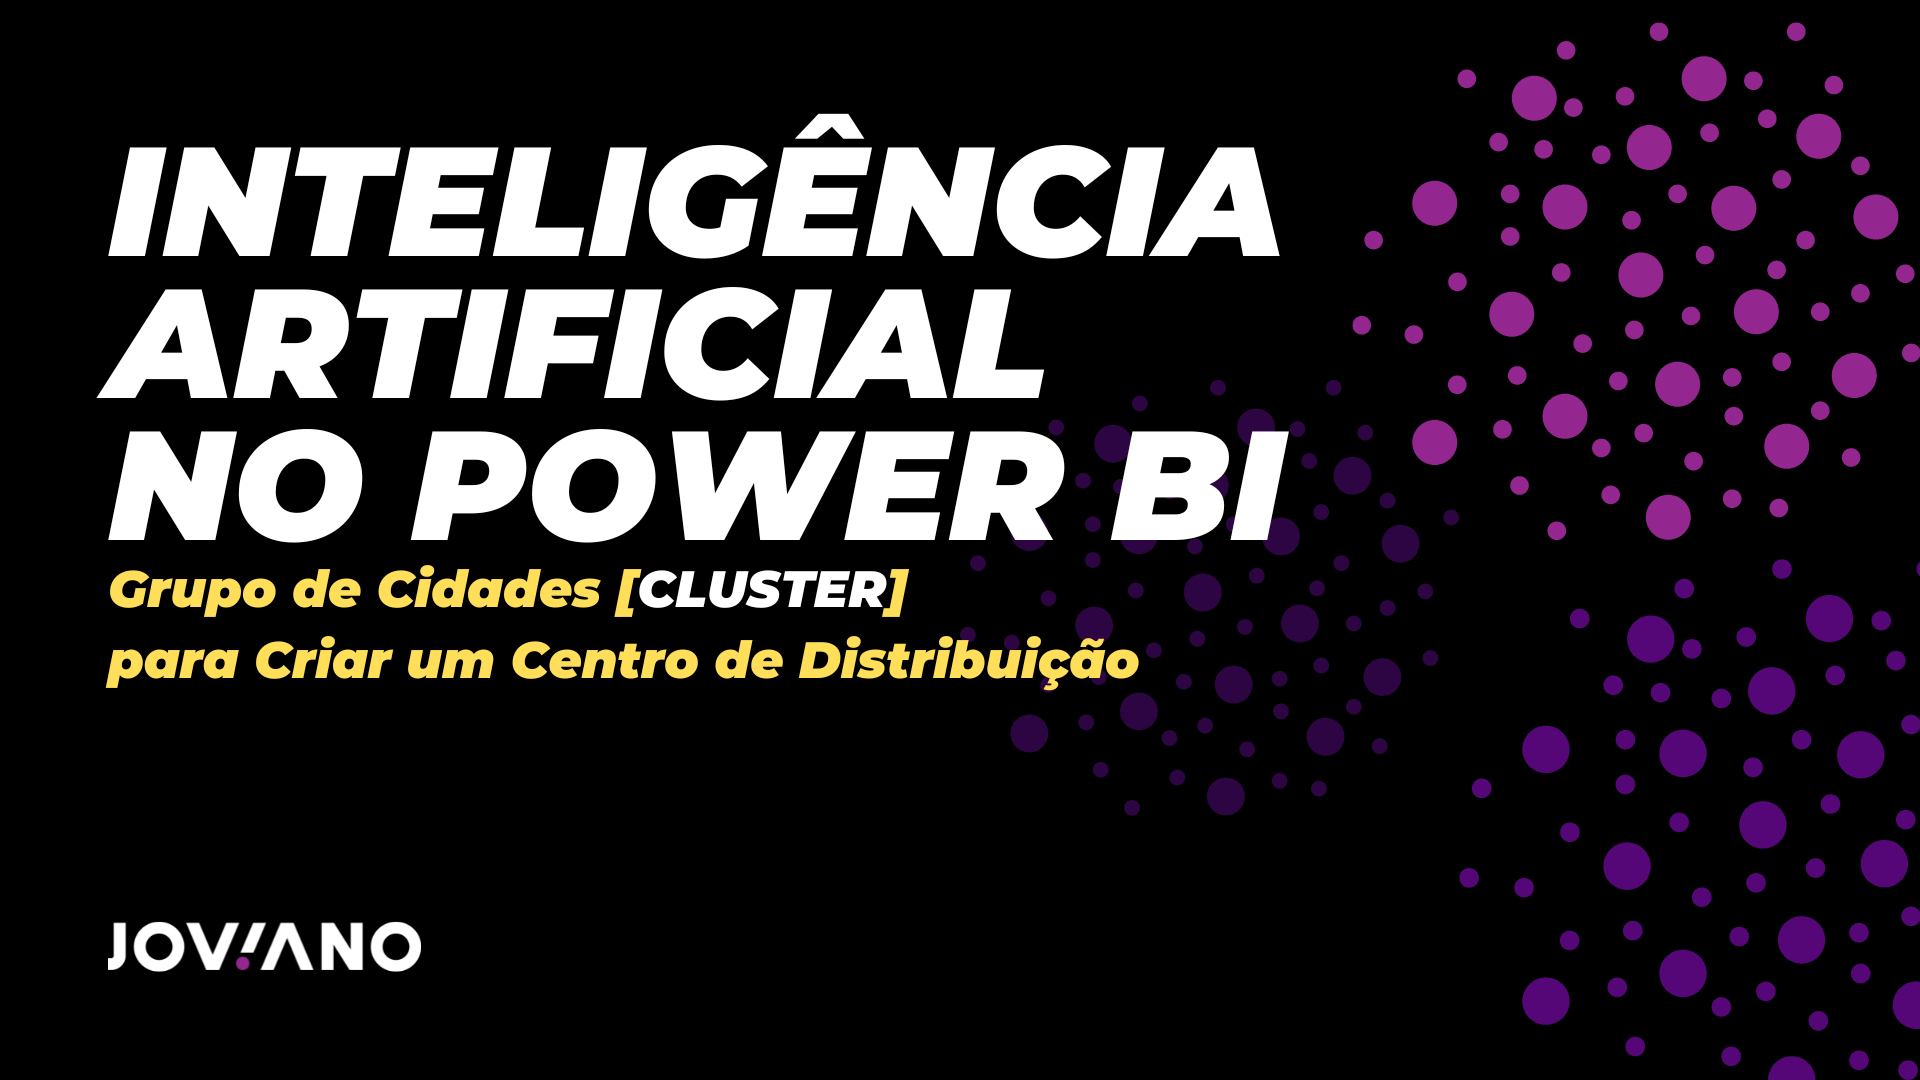 INTELIGÊNCIA
ARTIFICIAL
NO POWER BI
Grupo de Cidades [CLUSTER]
para Criar um Centro de Distribuição
JOVIANO